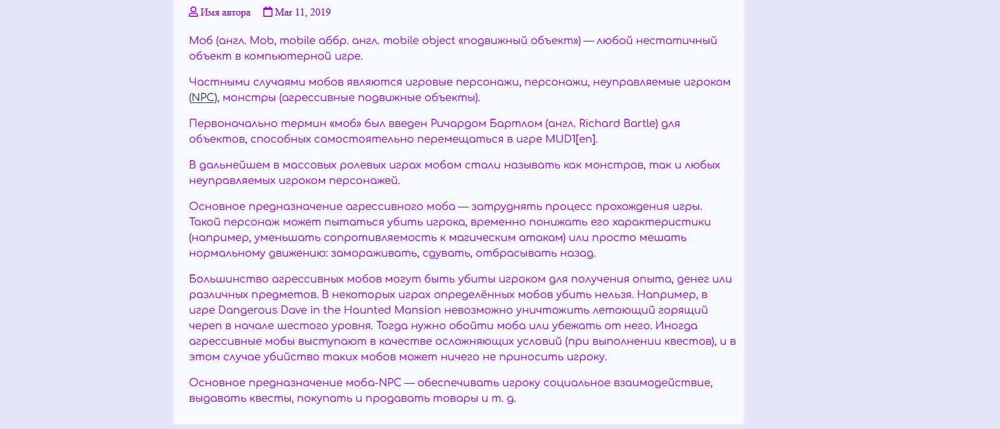 Имя автора Mar 11, 2019
Моб (англ. Mob, mobile аббр. англ. mobile object «подвижный объект») — любой нестатичный
объект в компьютерной игре.
Частными случаями мобов являются игровые персонажи, персонажи, неуправляемые игроком
(NPC), монстры (агрессивные подвижные объекты).
Первоначально термин «моб» был введен Ричардом Бартлом (англ. Richard Bartle) для
объектов, способных самостоятельно перемещаться в игре MUD1[en].
В дальнейшем в массовых ролевых играх мобом стали называть как монстров, так и любых
неуправляемых игроком персонажей.
Основное предназначение агрессивного моба — затруднять процесс прохождения игры.
Такой персонаж может пытаться убить игрока, временно понижать его характеристики
(например, уменьшать сопротивляемость к магическим атакам) или просто мешать
нормальному движению: замораживать, сдувать, отбрасывать назад.
Большинство агрессивных мобов могут быть убиты игроком для получения опыта, денег или
различных предметов. В некоторых играх определённых мобов убить нельзя. Например, в
игре Dangerous Dave in the Haunted Mansion невозможно уничтожить летающий горящий
череп в начале шестого уровня. Тогда нужно обойти моба или убежать от него. Иногда
агрессивные мобы выступают в качестве осложняющих условий (при выполнении квестов), и в
этом случае убийство таких мобов может ничего не приносить игроку.
Основное предназначение моба-NPC — обеспечивать игроку социальное взаимодействие,
выдавать квесты, покупать и продавать товары и т. д.